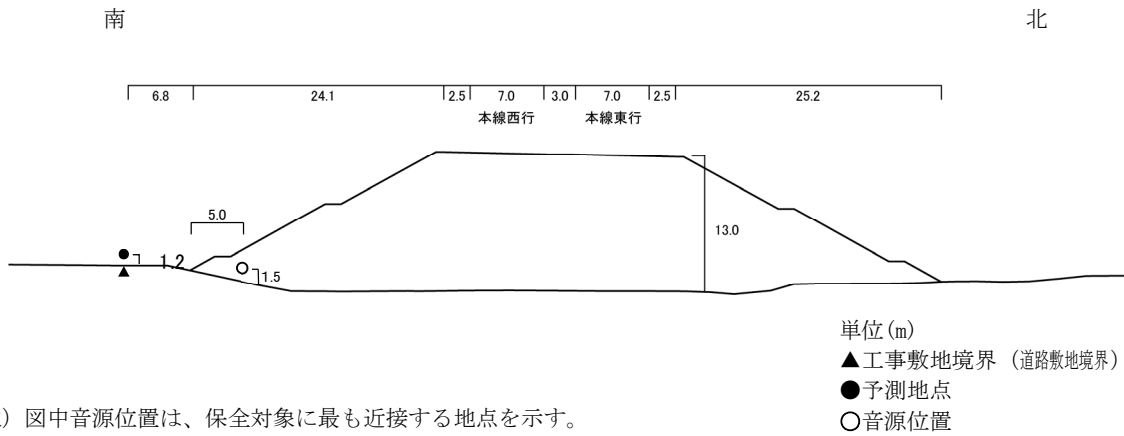 南 北
6.8 24.1 2.5 7.0 3.0 7.0 2.5 25.2
本線西行 本線東行
5.0
13.0
1.2
1.5
単位(m)
▲工事敷地境界（道路敷地境界）
●予測地点
）図中音源位置は、保全対象に最も近接する地点を示す。
○音源位置